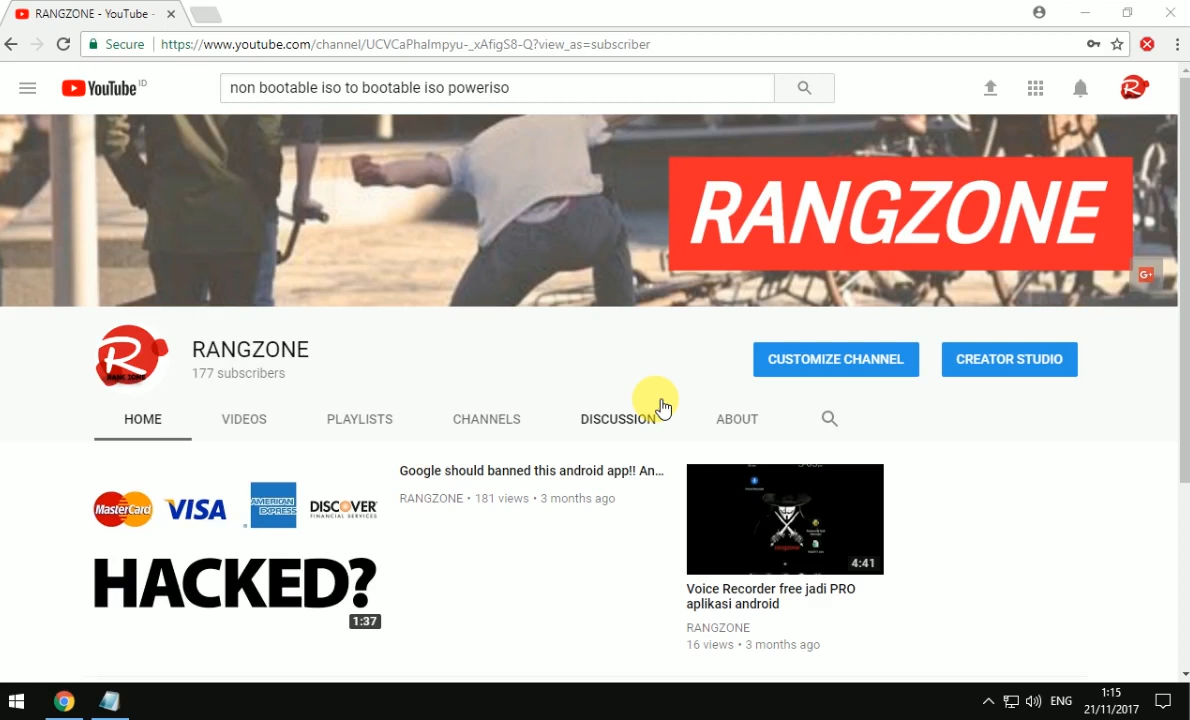 RANGZONE - YouTube -
Secure
https://www.youtube.com/channel/UCVCaPhaImpyu-_xAfigS8-Q?view_as=subscriber
YouTube ID
non bootable iso to bootable iso poweriso
R
RANGZONE
G+
R
RANGZONE
177 subscribers
CUSTOMIZE CHANNEL
CREATOR STUDIO
HOME
VIDEOS
PLAYLISTS
CHANNELS
DISCUSSION
ABOUT
MasterCard
VISA
AMERICAN EXPRESS
DISCOVER
FINANCIAL SERVICES
HACKED?
1:37
Google should banned this android app!! An...
RANGZONE • 181 views • 3 months ago
4:41
Voice Recorder free jadi PRO
aplikasi android
RANGZONE
16 views • 3 months ago
ENG
1:15
21/11/2017